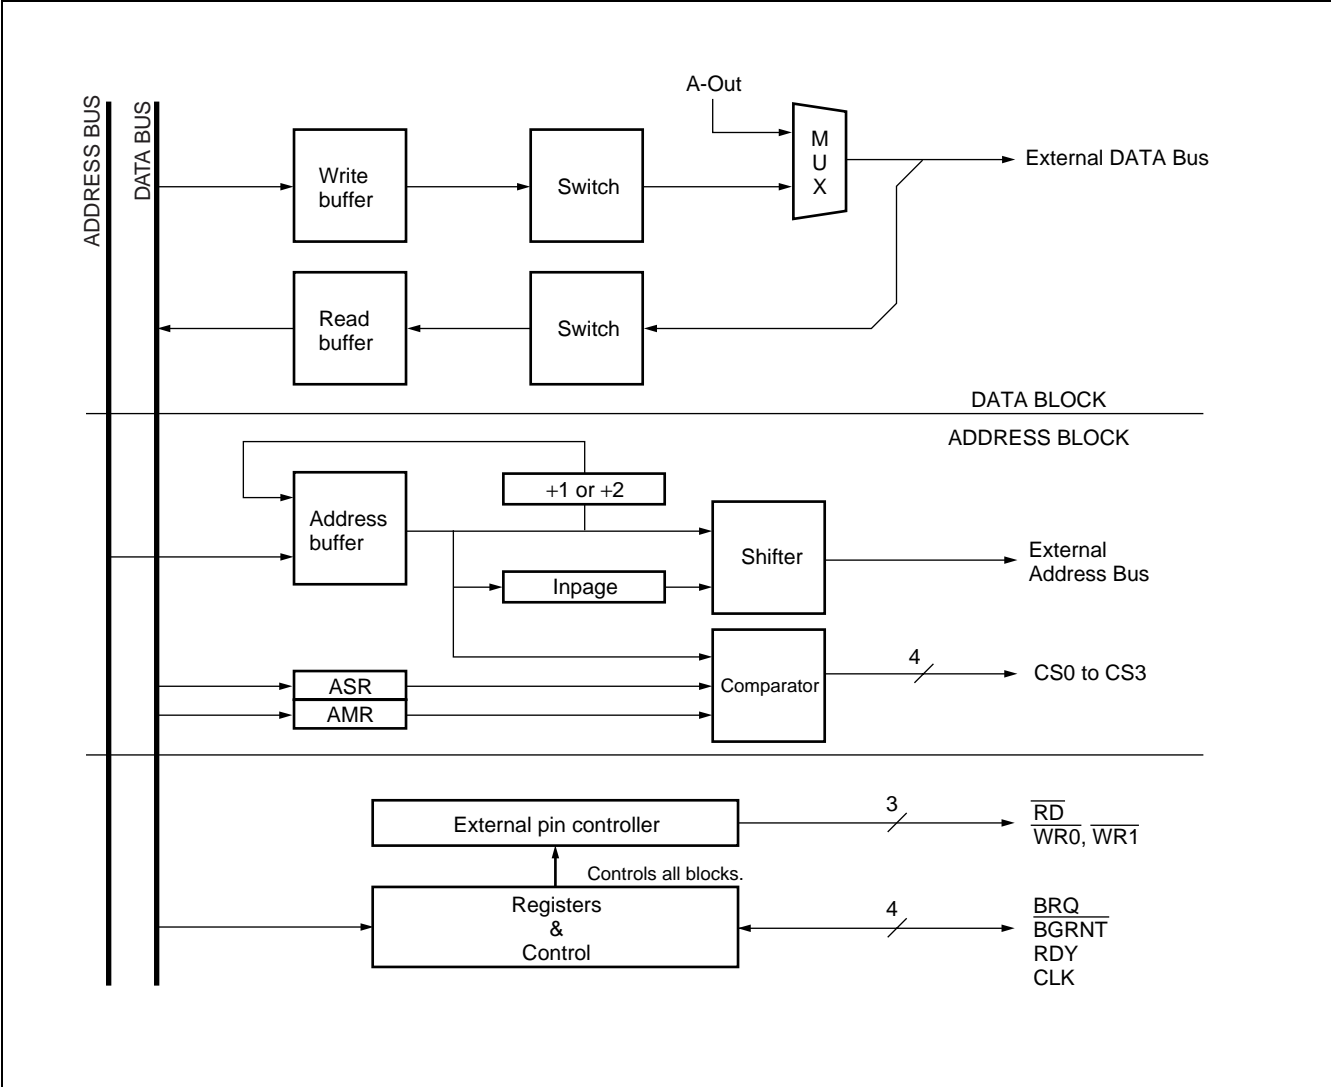 ADDRESS BUS
DATA BUS
A-Out
M
U
X
External DATA Bus
Write
buffer
Switch
Read
buffer
Switch
DATA BLOCK
ADDRESS BLOCK
+1 or +2
Address
buffer
Shifter
External
Address Bus
Inpage
4
CS0 to CS3
ASR
Comparator
AMR
3
External pin controller
RD
WR0, WR1
Controls all blocks.
Registers
&
Control
4
BRQ
BGRNT
RDY
CLK